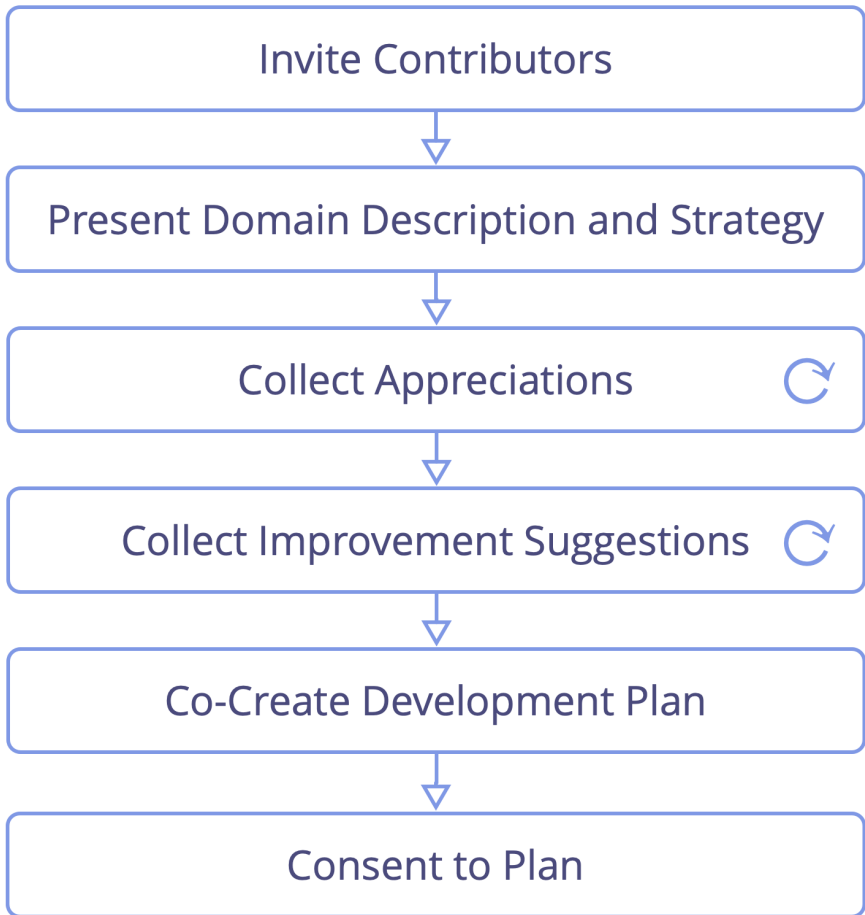 Invite Contributors
Present Domain Description and Strategy
Collect Appreciations
Collect Improvement Suggestions
Co-Create Development Plan
Consent to Plan